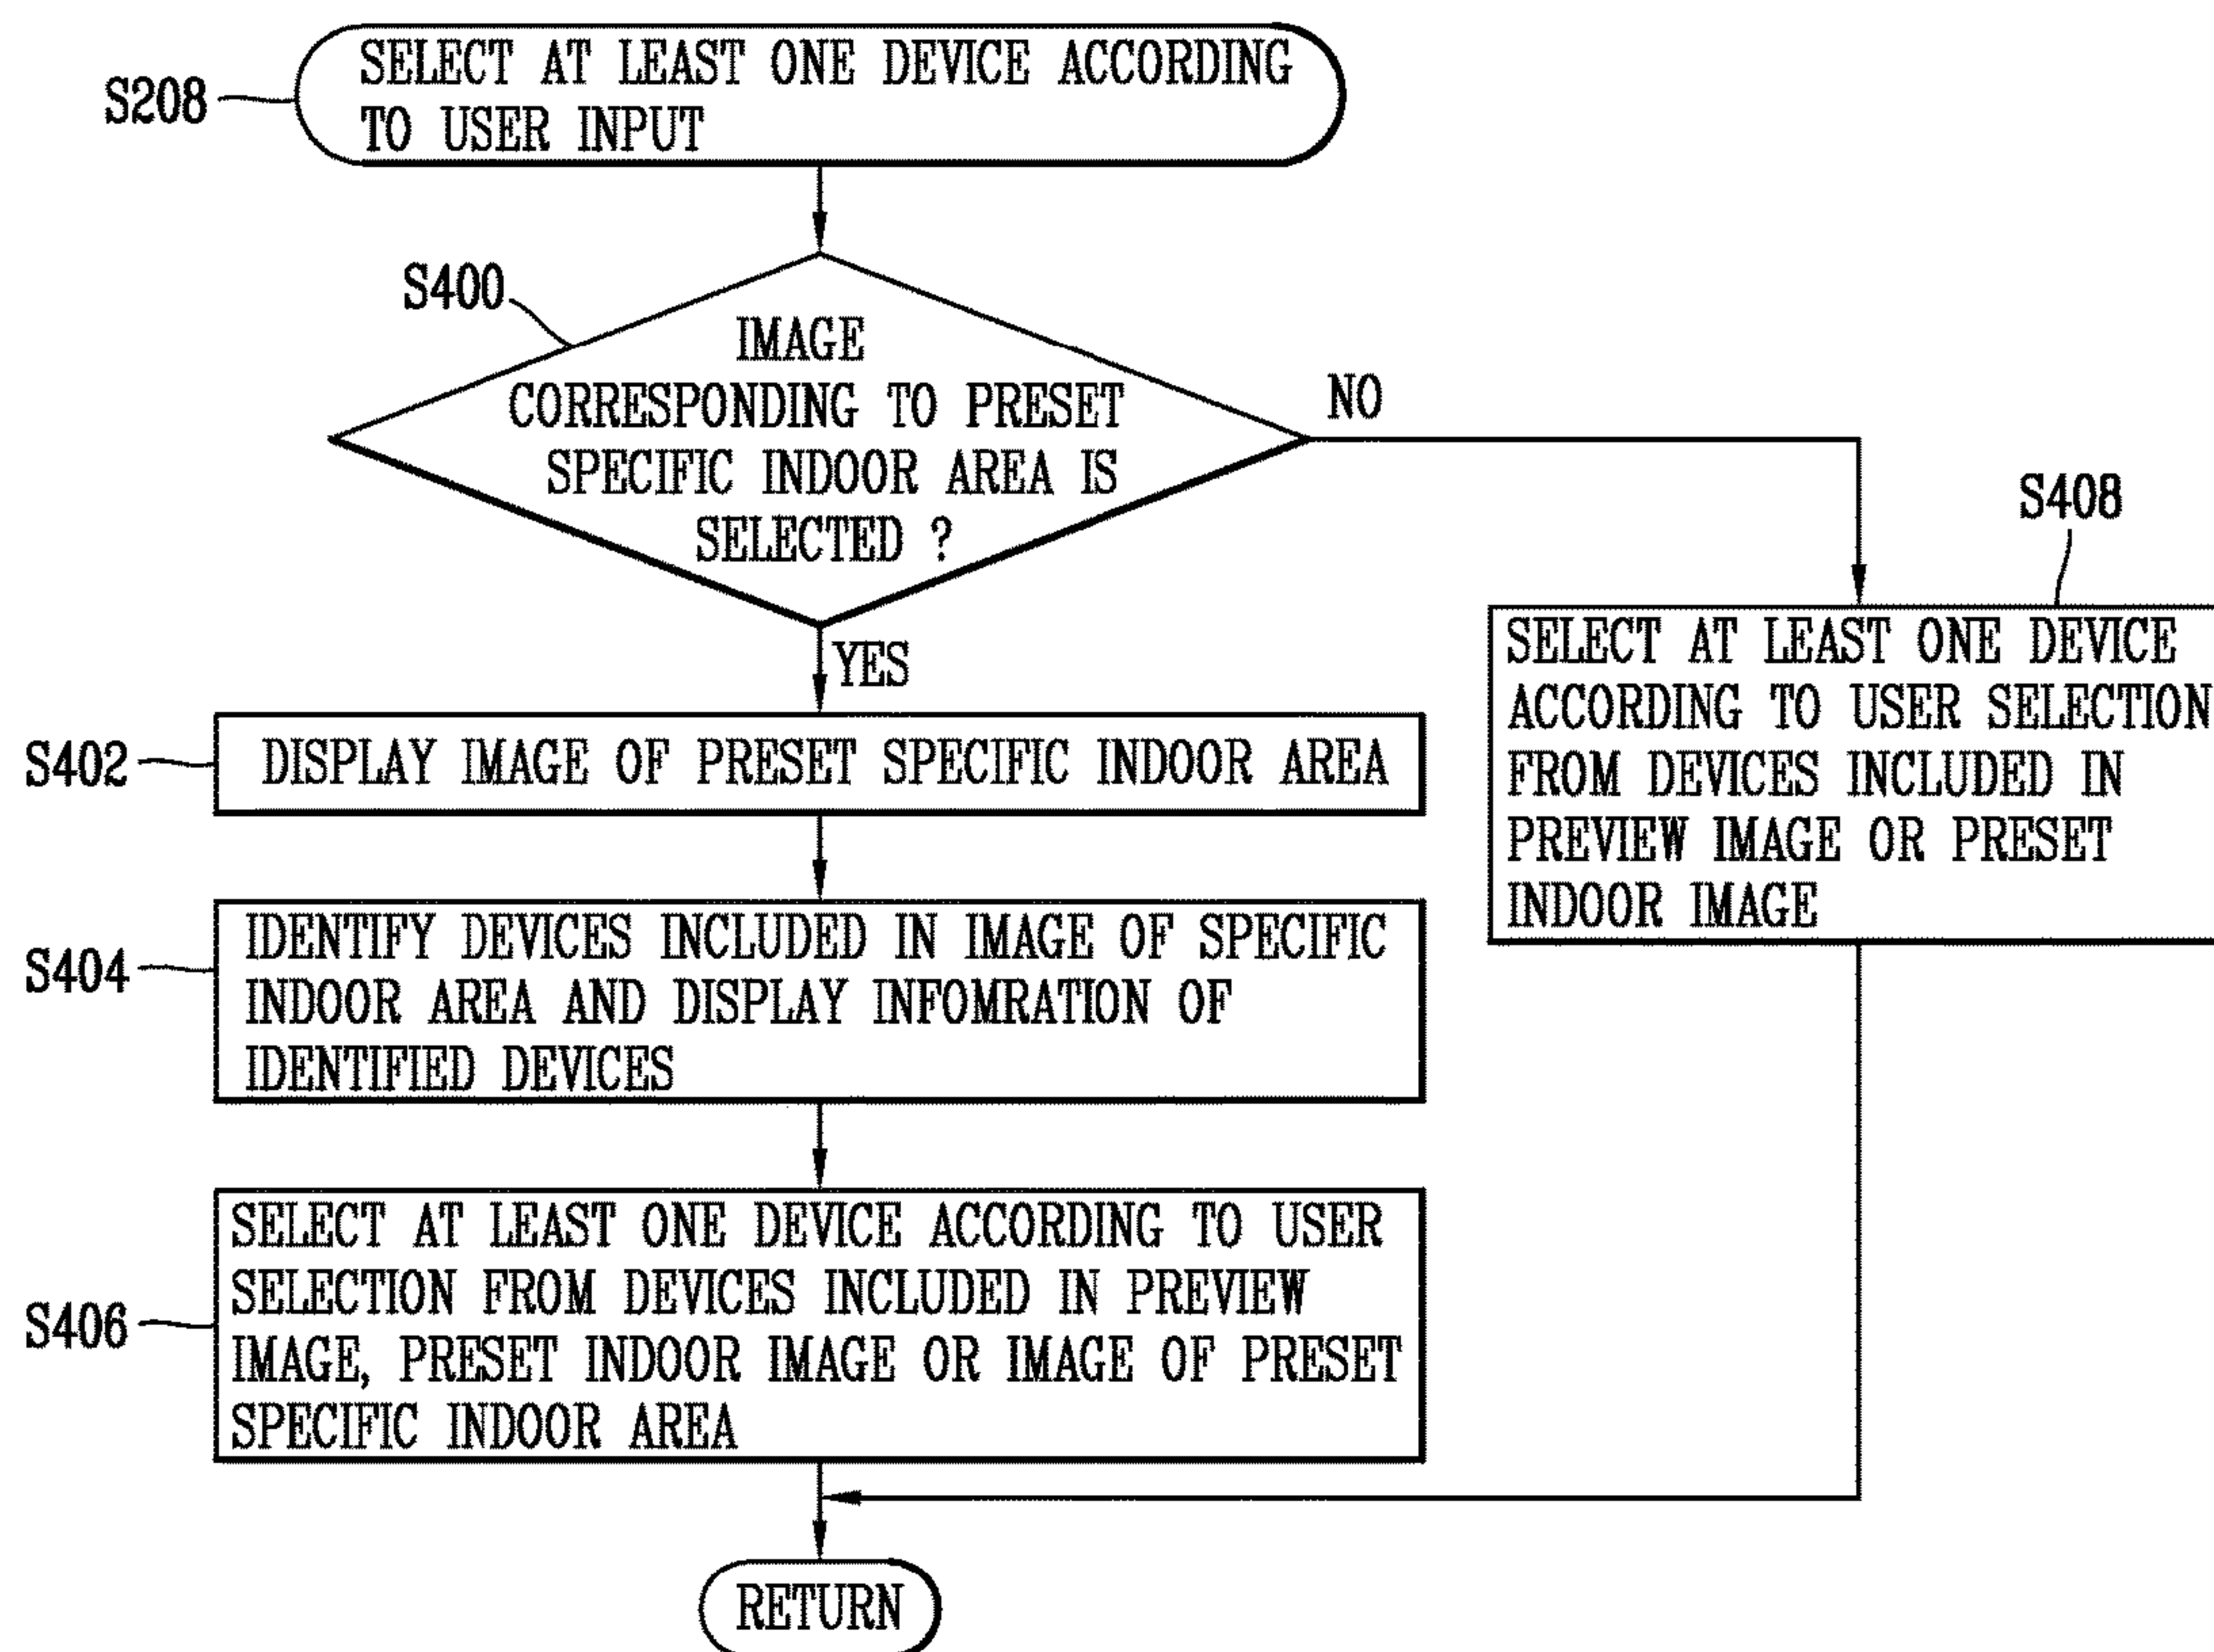 SELECT AT LEAST ONE DEVICE ACCORDING
TO USER INPUT
S208
S400
IMAGE
CORRESPONDING TO PRESET
SPECIFIC INDOOR AREA IS
SELECTED ?
NO
YES
S408
SELECT AT LEAST ONE DEVICE
ACCORDING TO USER SELECTION
FROM DEVICES INCLUDED IN
PREVIEW IMAGE OR PRESET
INDOOR IMAGE
S402
DISPLAY IMAGE OF PRESET SPECIFIC INDOOR AREA
S404
IDENTIFY DEVICES INCLUDED IN IMAGE OF SPECIFIC
INDOOR AREA AND DISPLAY INFOMRATION OF
IDENTIFIED DEVICES
S406
SELECT AT LEAST ONE DEVICE ACCORDING TO USER
SELECTION FROM DEVICES INCLUDED IN PREVIEW
IMAGE, PRESET INDOOR IMAGE OR IMAGE OF PRESET
SPECIFIC INDOOR AREA
RETURN